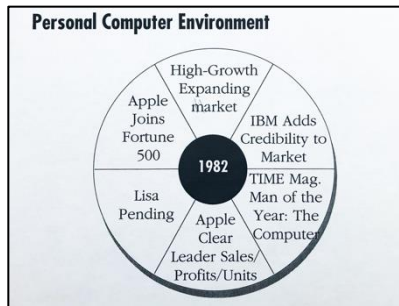 Personal Computer Environment
High-Growth
Expanding
market
Apple
Joins
Fortune
500
IBM Adds
Credibility to
Market
1982
Lisa
Pending
TIME Mag.
Man of the
Year: The
Computer
Apple
Clear
Leader Sales/
Profits/Units